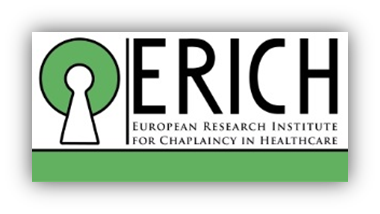 ERICH
European Research Institute
for Chaplaincy in Healthcare